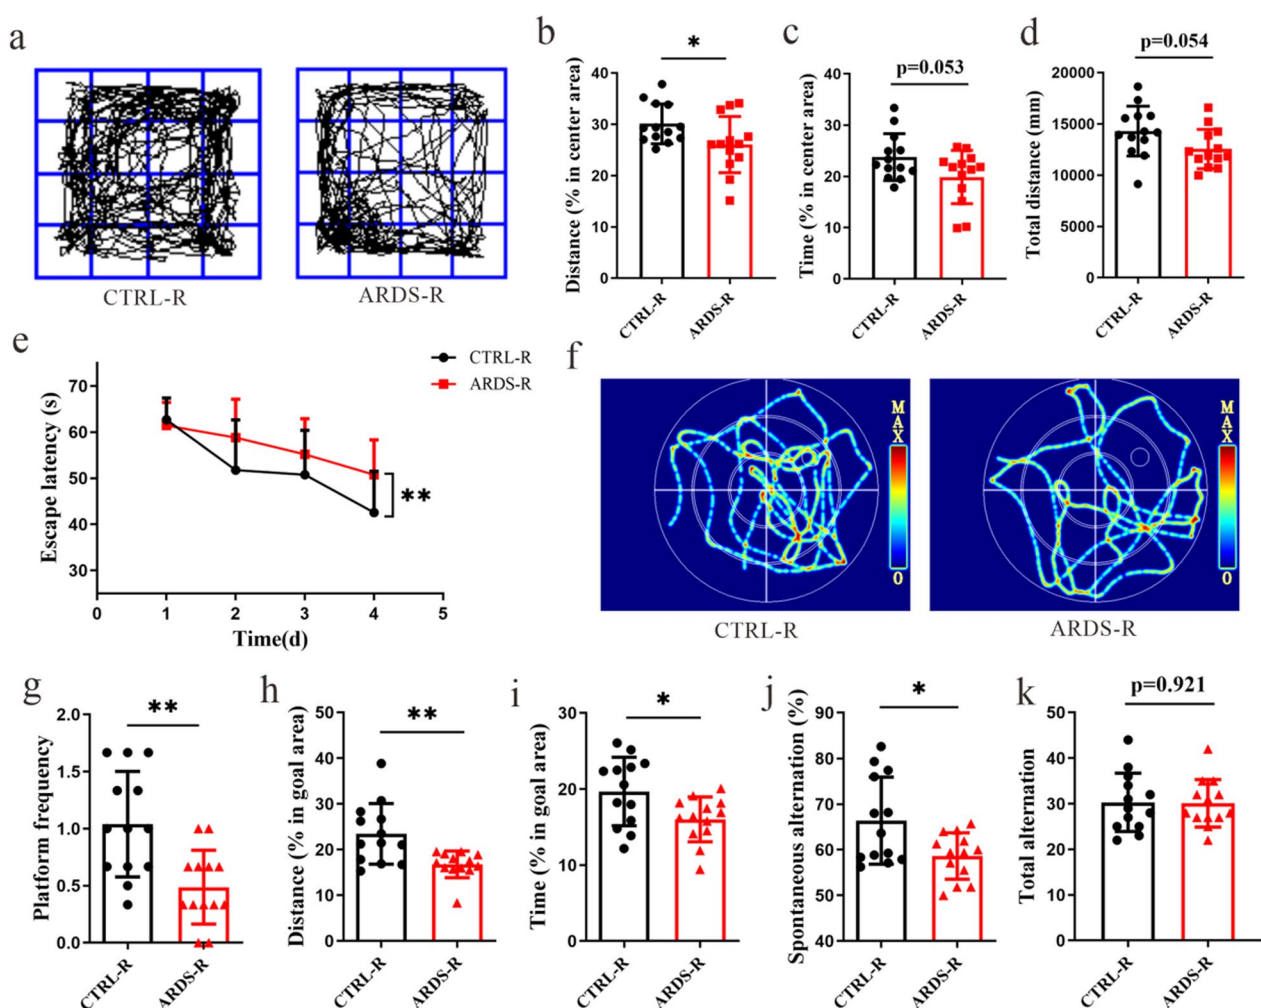 a
CTRL-R
ARDS-R
b
*
Distance (% in center area)
40
30
20
10
0
CTRL-R
ARDS-R
c
p=0.053
Time (% in center area)
40
30
20
10
0
CTRL-R
ARDS-R
d
p=0.054
Total distance (mm)
20000
15000
10000
5000
0
CTRL-R
ARDS-R
e
CTRL-R
ARDS-R
Escape latency (s)
70
60
50
40
30
**
0
1
2
3
4
5
Time(d)
f
MAX
0
CTRL-R
MAX
0
ARDS-R
g
**
Platform frequency
2.0
1.5
1.0
0.5
0.0
CTRL-R
ARDS-R
h
**
Distance (% in goal area)
50
40
30
20
10
0
CTRL-R
ARDS-R
i
*
Time (% in goal area)
30
20
10
0
CTRL-R
ARDS-R
j
*
Spontaneous alternation (%)
90
80
70
60
50
40
CTRL-R
ARDS-R
k
p=0.921
Total alternation
50
40
30
20
10
0
CTRL-R
ARDS-R